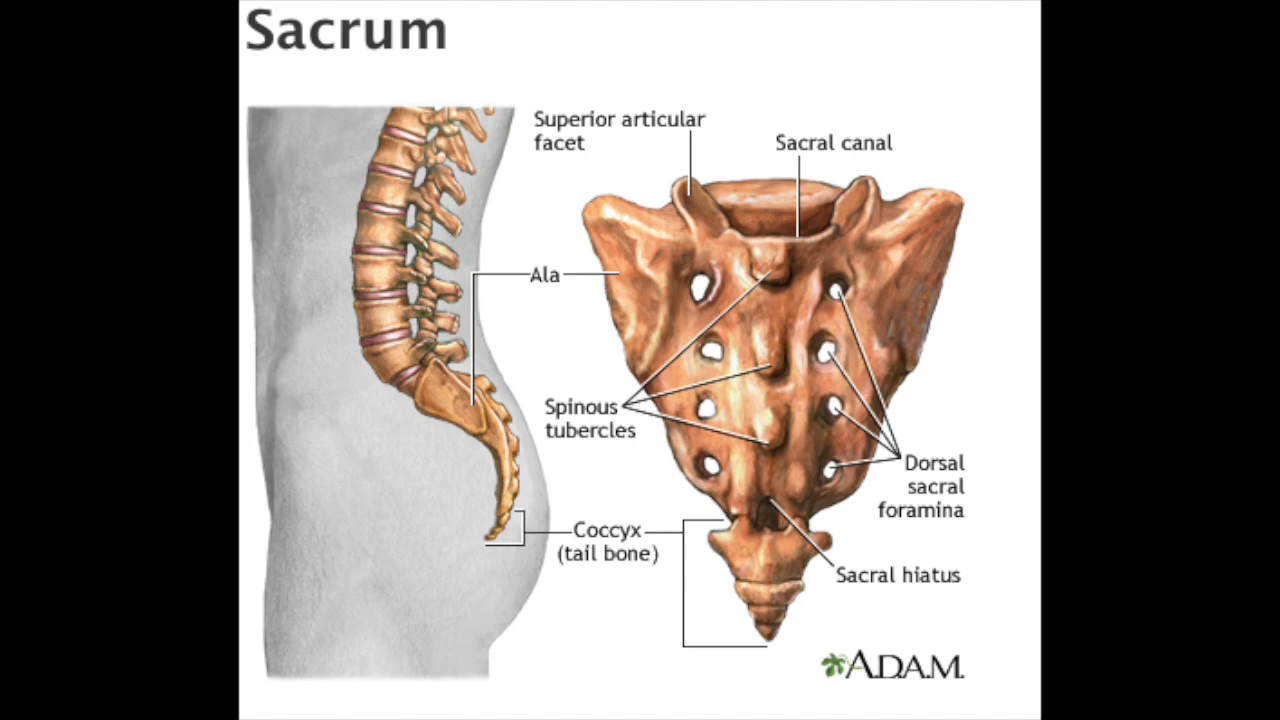 Sacrum
Superior articular
facet
Sacral canal
Ala
Spinous
tubercles
Dorsal
sacral
foramina
Coccyx
(tail bone)
Sacral hiatus
A.D.A.M.